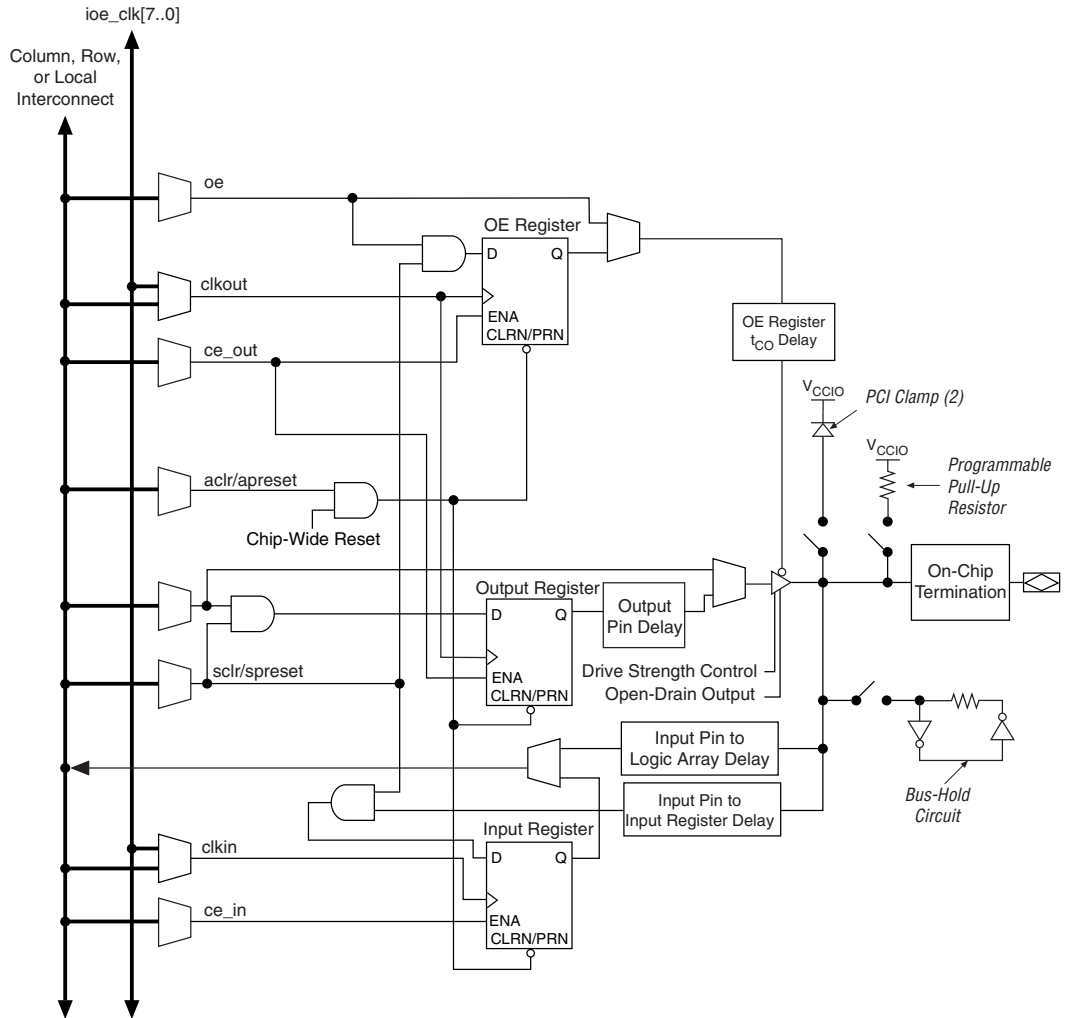 ioe_clk[7..0]
Column, Row,
or Local
Interconnect
oe
OE Register
D
Q
clkout
ENA
CLRN/PRN
OE Register
tCO Delay
ce_out
VCCIO
PCI Clamp (2)
VCCIO
Programmable
Pull-Up
Resistor
aclr/apreset
Chip-Wide Reset
On-Chip
Termination
Output Register
D
Q
Output
Pin Delay
ENA
CLRN/PRN
sclr/spreset
Drive Strength Control
Open-Drain Output
Input Pin to
Logic Array Delay
Input Pin to
Input Register Delay
Bus-Hold
Circuit
Input Register
clkin
D
Q
ce_in
ENA
CLRN/PRN